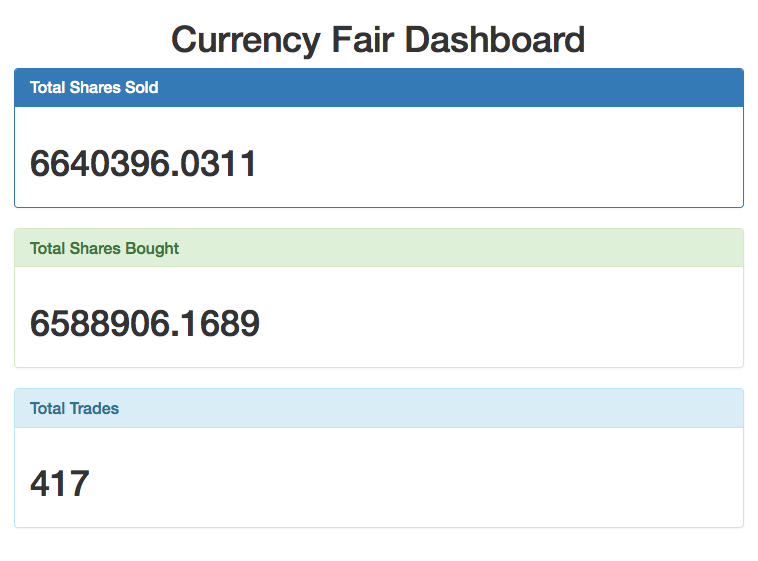 Currency Fair Dashboard
Total Shares Sold
6640396.0311
Total Shares Bought
6588906.1689
Total Trades
417